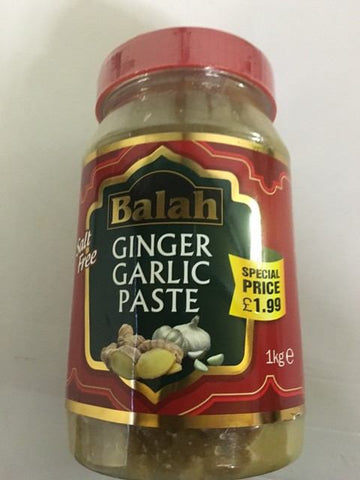 Balah
Salt
Free
GINGER
GARLIC
PASTE
SPECIAL
PRICE
£1.99
1kg e